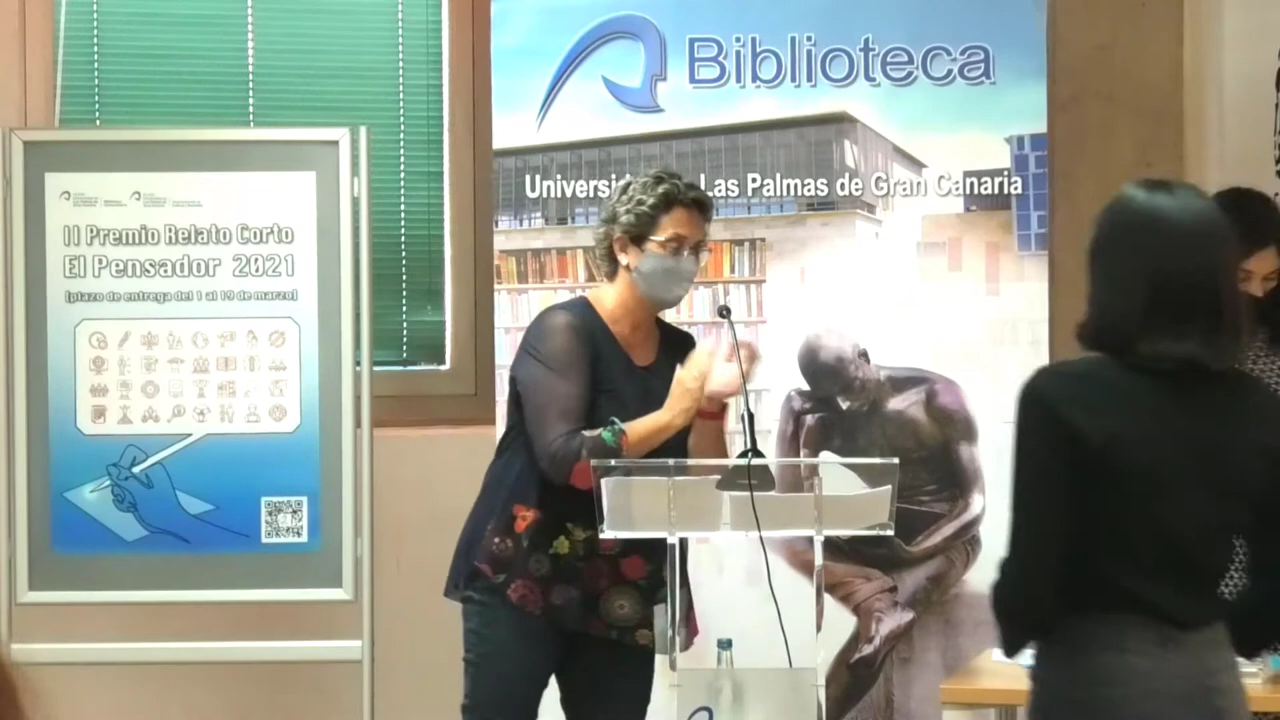 II Premio Relato Corto
El Pensador 2021
[plazo de entrega del 1 al 19 de marzo]
Biblioteca
Las Palmas de Gran Canaria